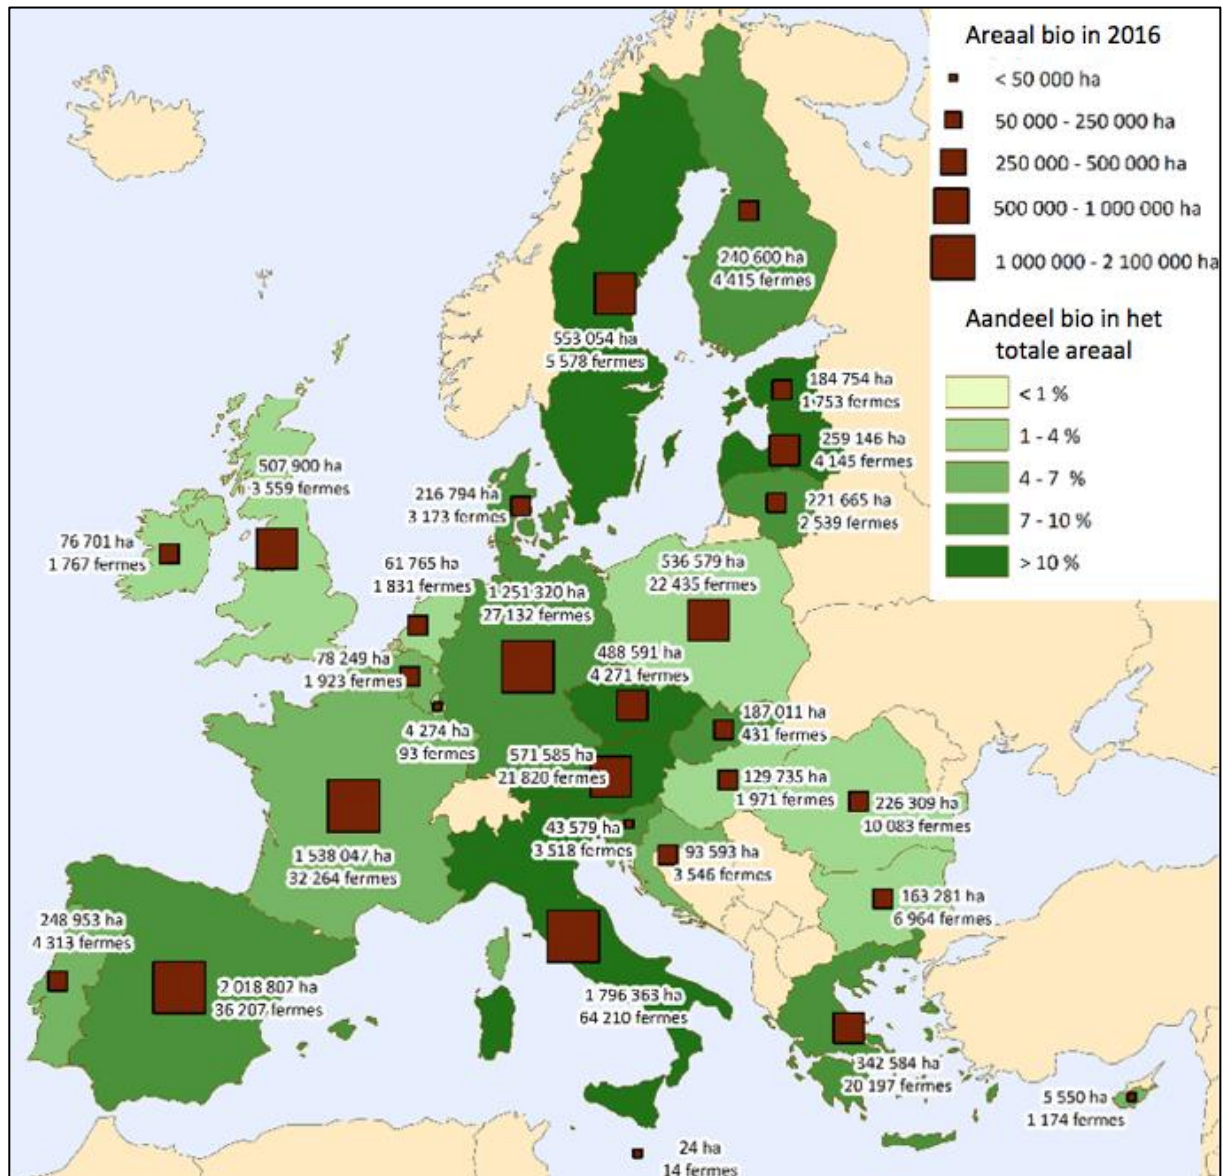 Areaal bio in 2016
< 50 000 ha
50 000 - 250 000 ha
250 000 - 500 000 ha
500 000 - 1 000 000 ha
1 000 000 - 2 100 000 ha
Aandeel bio in het
totale areaal
< 1 %
1 - 4 %
4 - 7 %
7 - 10 %
> 10 %
240 600 ha
4 415 fermes
553 054 ha
5 578 fermes
184 754 ha
1 753 fermes
259 146 ha
4 145 fermes
221 665 ha
2 539 fermes
507 900 ha
3 559 fermes
216 794 ha
3 173 fermes
76 701 ha
1 767 fermes
61 765 ha
1 831 fermes
1 251 320 ha
27 132 fermes
536 579 ha
22 435 fermes
78 249 ha
1 923 fermes
488 591 ha
4 271 fermes
4 274 ha
93 fermes
187 011 ha
431 fermes
571 585 ha
21 820 fermes
129 735 ha
1 971 fermes
226 309 ha
10 083 fermes
43 579 ha
3 518 fermes
93 593 ha
3 546 fermes
1 538 047 ha
32 264 fermes
163 281 ha
6 964 fermes
248 953 ha
4 313 fermes
2 018 802 ha
36 207 fermes
1 796 363 ha
64 210 fermes
342 584 ha
20 197 fermes
5 550 ha
1 174 fermes
24 ha
14 fermes